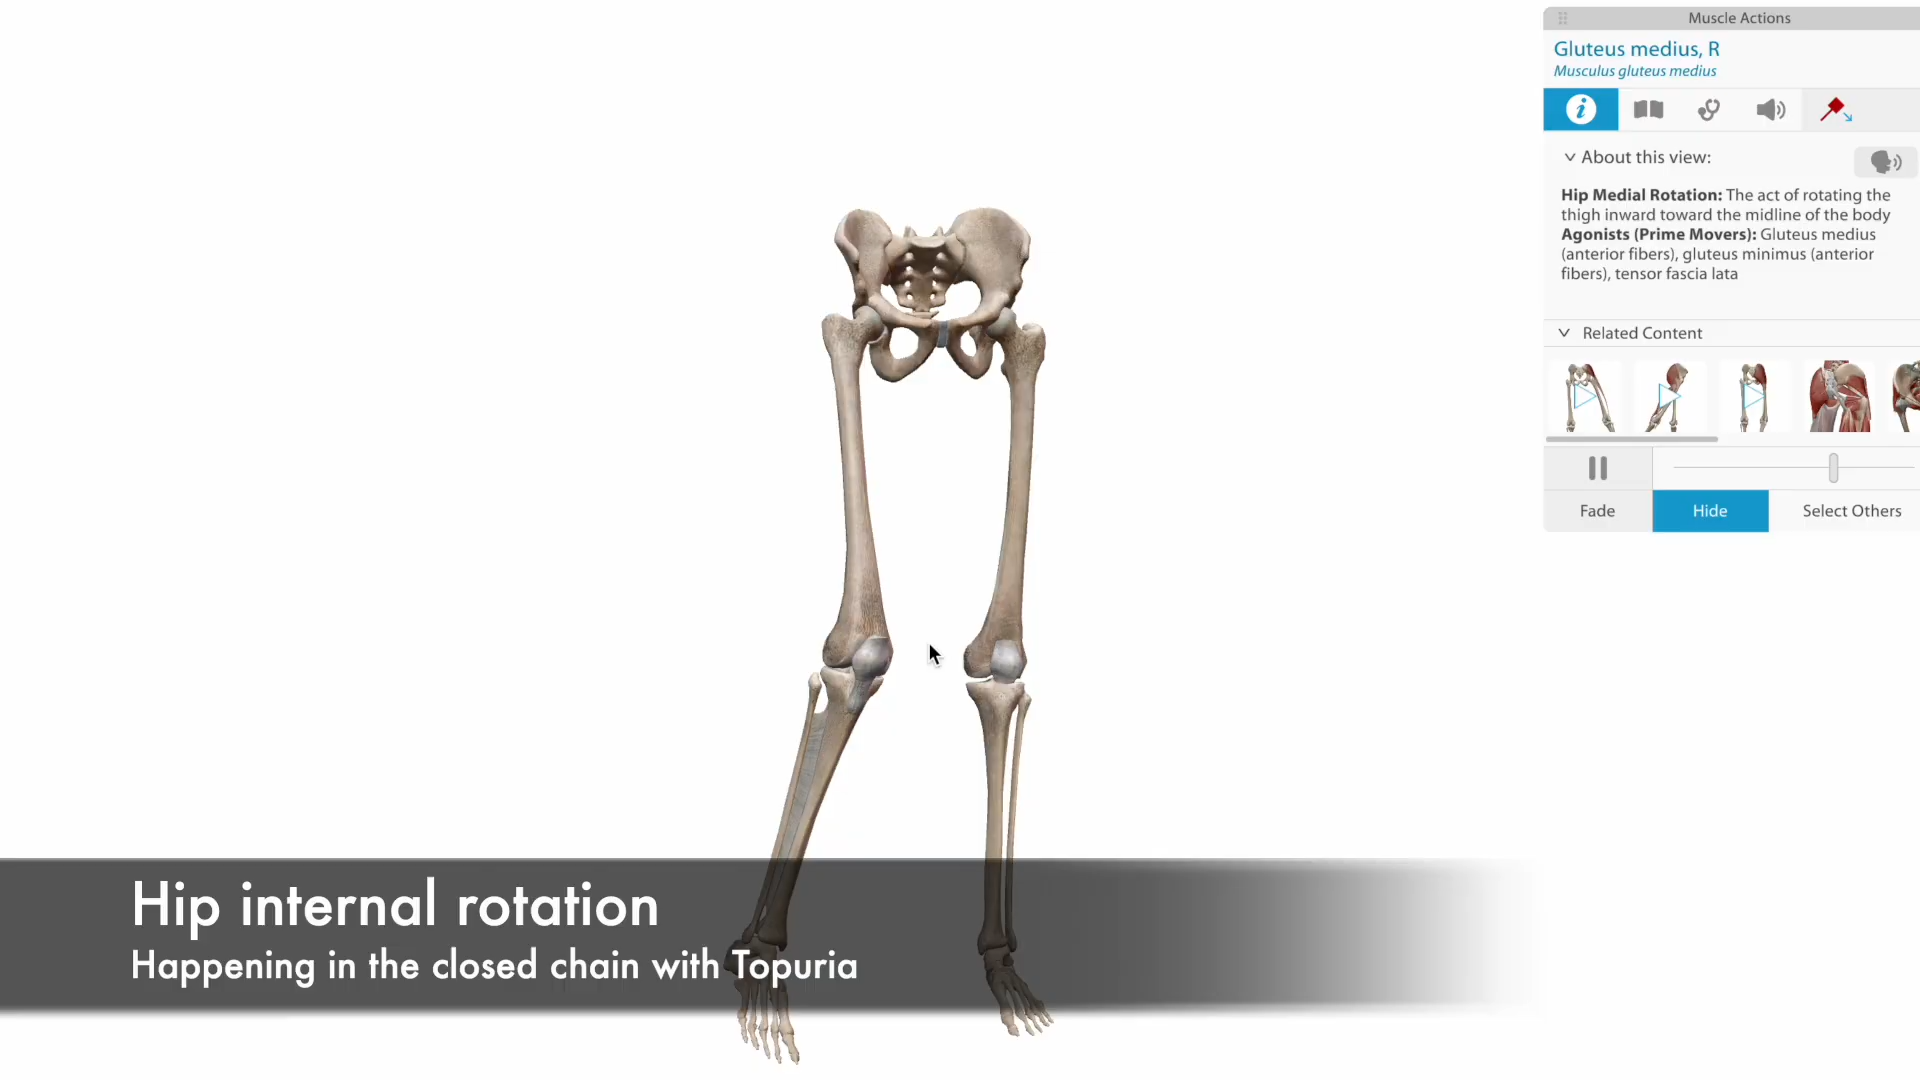 Muscle Actions
Gluteus medius, R
Musculus gluteus medius
About this view:
Hip Medial Rotation: The act of rotating the
thigh inward toward the midline of the body
Agonists (Prime Movers): Gluteus medius
(anterior fibers), gluteus minimus (anterior
fibers), tensor fascia lata
Related Content
Fade
Hide
Select Others
Hip internal rotation
Happening in the closed chain with Topuria